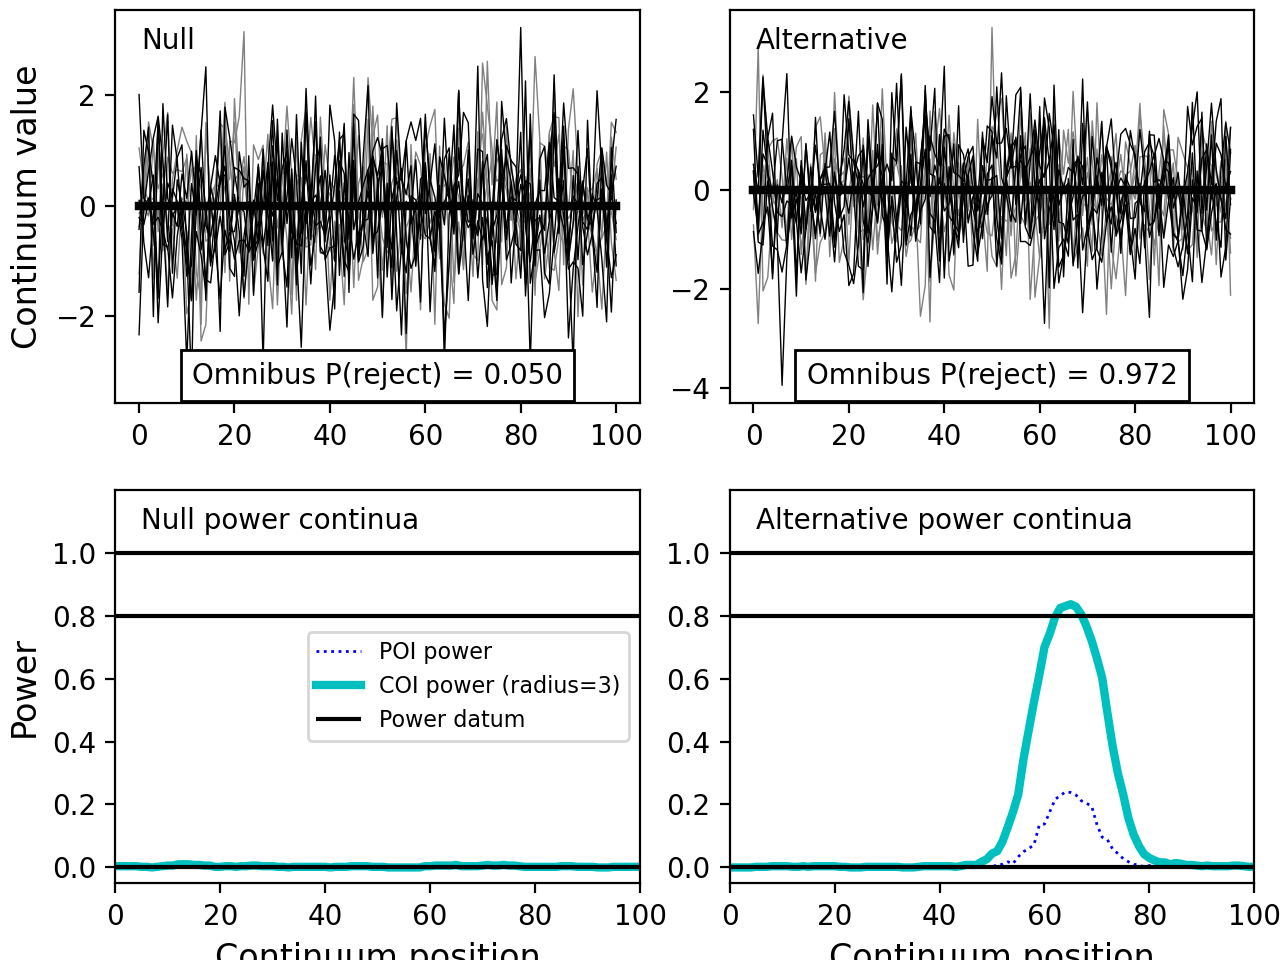 Null
Alternative
Continuum value
2
0
−2
2
0
−2
−4
Omnibus P(reject) = 0.050
Omnibus P(reject) = 0.972
0 20 40 60 80 100
0 20 40 60 80 100
Null power continua
Alternative power continua
Power
1.0
0.8
0.6
0.4
0.2
0.0
1.0
0.8
0.6
0.4
0.2
0.0
POI power
COI power (radius=3)
Power datum
0 20 40 60 80 100
0 20 40 60 80 100
Continuum position
Continuum position